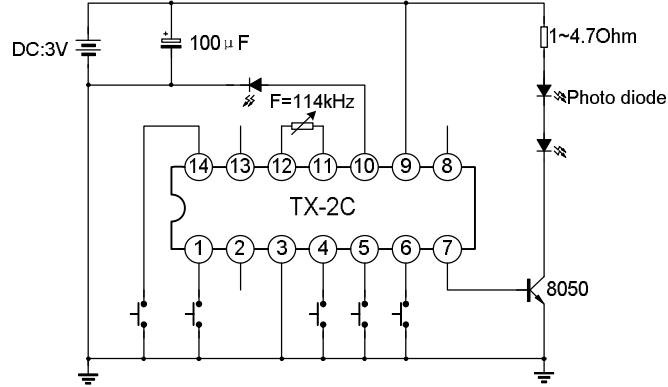 1~4.7Ohm
DC:3V
100μF
F=114kHz
Photo diode
14 13 12 11 10 9 8
TX-2C
1 2 3 4 5 6 7
8050